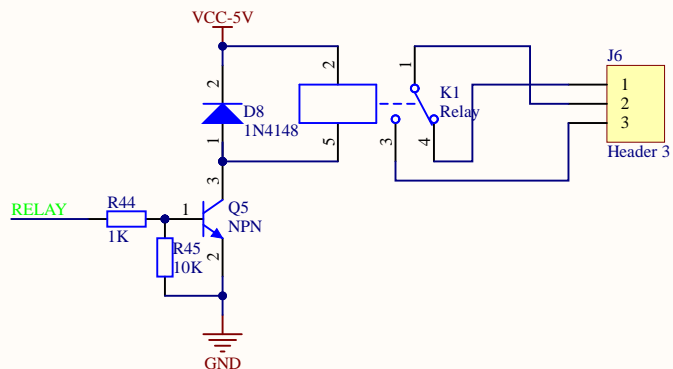 VCC-5V
J6
2
2
1
K1
Relay
1
2
3
D8
1N4148
1
5
3
4
Header 3
3
RELAY
R44
1K
1
Q5
NPN
R45
10K
2
GND